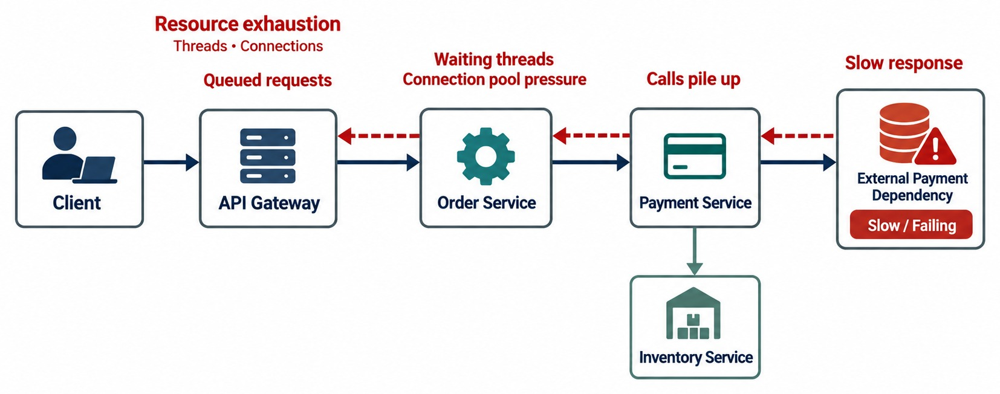 Resource exhaustion
Threads • Connections
Queued requests
Waiting threads
Connection pool pressure
Calls pile up
Slow response
Client
API Gateway
Order Service
Payment Service
External Payment
Dependency
Slow / Failing
Inventory Service